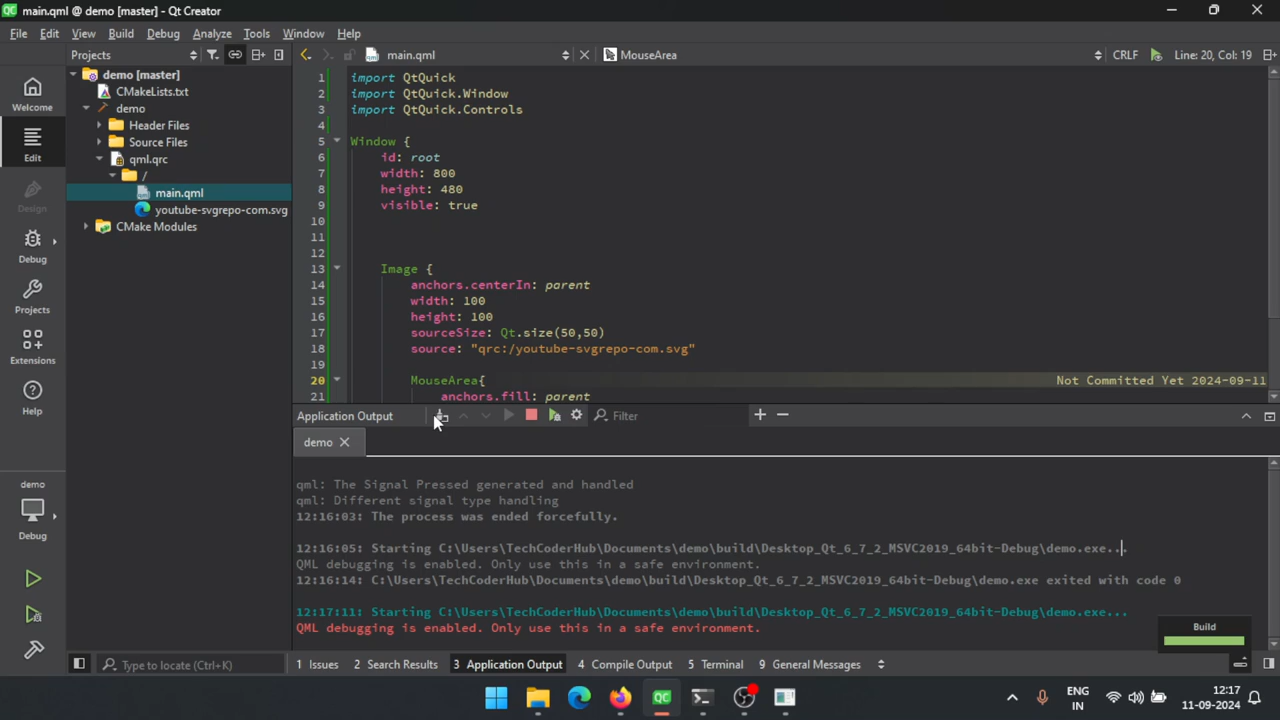 QC main.qml @ demo [master] - Qt Creator
File Edit View Build Debug Analyze Tools Window Help
Projects main.qml MouseArea CRLF Line: 20, Col: 19
Welcome
Edit
Design
Debug
Projects
Extensions
Help
demo
Debug
demo [master]
CMakeLists.txt
demo
Header Files
Source Files
qml.qrc
/
main.qml
youtube-svgrepo-com.svg
CMake Modules
1 import QtQuick
2 import QtQuick.Window
3 import QtQuick.Controls
4
5 Window {
6 id: root
7 width: 800
8 height: 480
9 visible: true
10
11
12
13 Image {
14 anchors.centerIn: parent
15 width: 100
16 height: 100
17 sourceSize: Qt.size(50,50)
18 source: "qrc:/youtube-svgrepo-com.svg"
19
20 MouseArea{ Not Committed Yet 2024-09-11
21 anchors.fill: parent
Application Output Filter
demo
qml: The Signal Pressed generated and handled
qml: Different signal type handling
12:16:03: The process was ended forcefully.
12:16:05: Starting C:\Users\TechCoderHub\Documents\demo\build\Desktop_Qt_6_7_2_MSVC2019_64bit-Debug\demo.exe...
QML debugging is enabled. Only use this in a safe environment.
12:16:14: C:\Users\TechCoderHub\Documents\demo\build\Desktop_Qt_6_7_2_MSVC2019_64bit-Debug\demo.exe exited with code 0
12:17:11: Starting C:\Users\TechCoderHub\Documents\demo\build\Desktop_Qt_6_7_2_MSVC2019_64bit-Debug\demo.exe...
QML debugging is enabled. Only use this in a safe environment.
Build
Type to locate (Ctrl+K) 1 Issues 2 Search Results 3 Application Output 4 Compile Output 5 Terminal 9 General Messages
QC ENG IN 12:17 11-09-2024